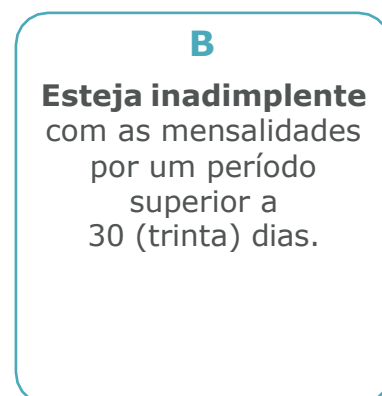 B
Esteja inadimplente
com as mensalidades
por um período
superior a
30 (trinta) dias.